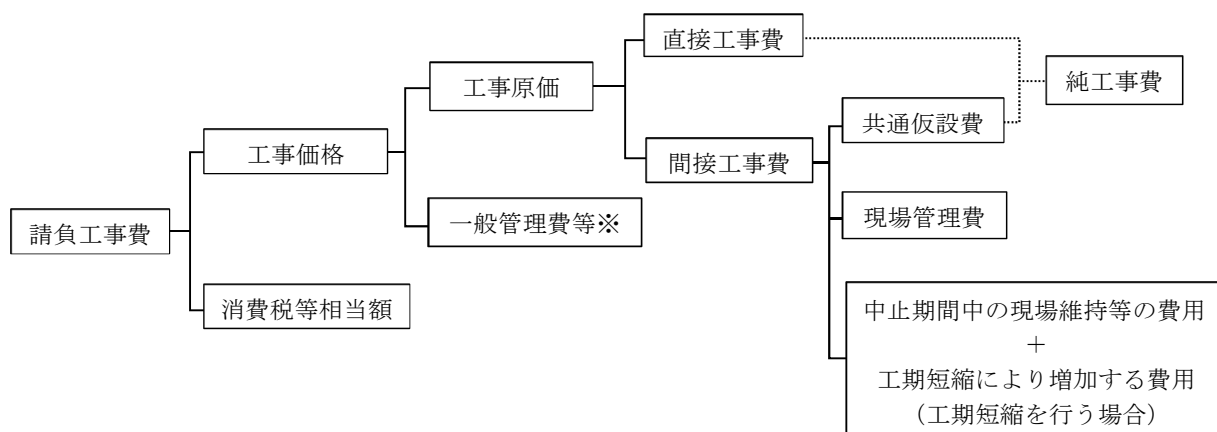 直接工事費
純工事費
工事原価
共通仮設費
工事価格
間接工事費
一般管理費等※
現場管理費
請負工事費
消費税等相当額
中止期間中の現場維持等の費用
+
工期短縮により増加する費用
(工期短縮を行う場合)